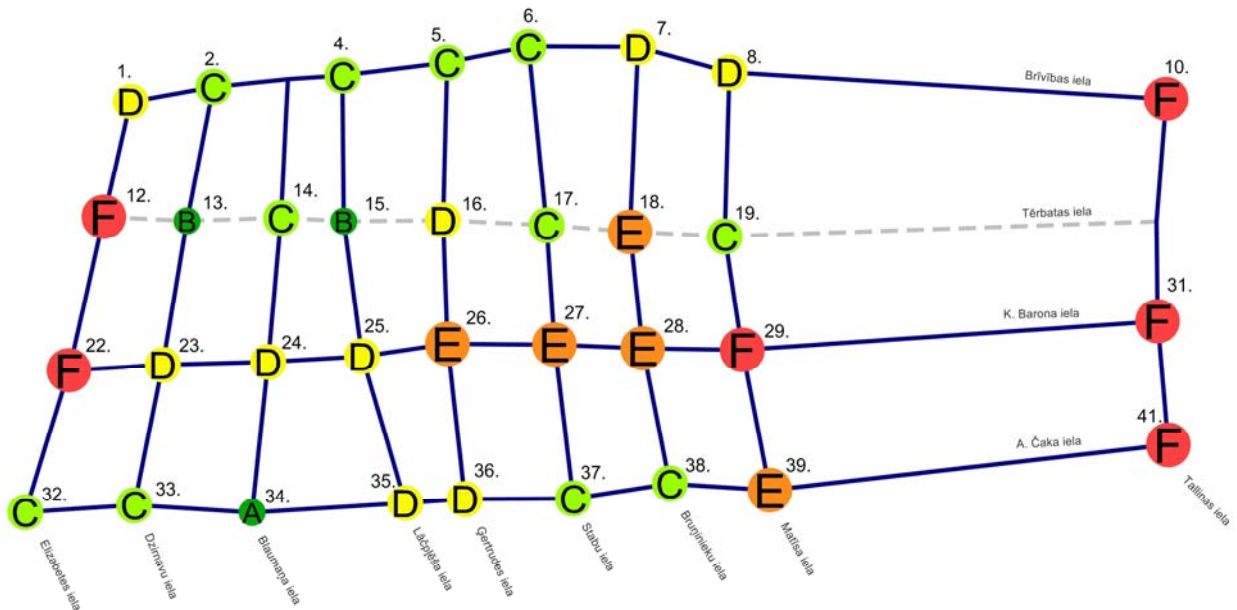 1. 2. 4. 5. 6. 7. 8. 10.
D C C C C D D F
Brīvības iela
12. 13. 14. 15. 16. 17. 18. 19.
F B C B D C E C
Tērbatas iela
22. 23. 24. 25. 26. 27. 28. 29. 31.
F D D D E E E F F
K. Barona iela
32. 33. 34. 35. 36. 37. 38. 39. 41.
C C A D D C C E F
A. Čaka iela
Elizabetes iela
Dzirnavu iela
Blaumaņa iela
Lāčplēša iela
Ģertrudes iela
Stabu iela
Bruņinieku iela
Matīsa iela
Tallinas iela